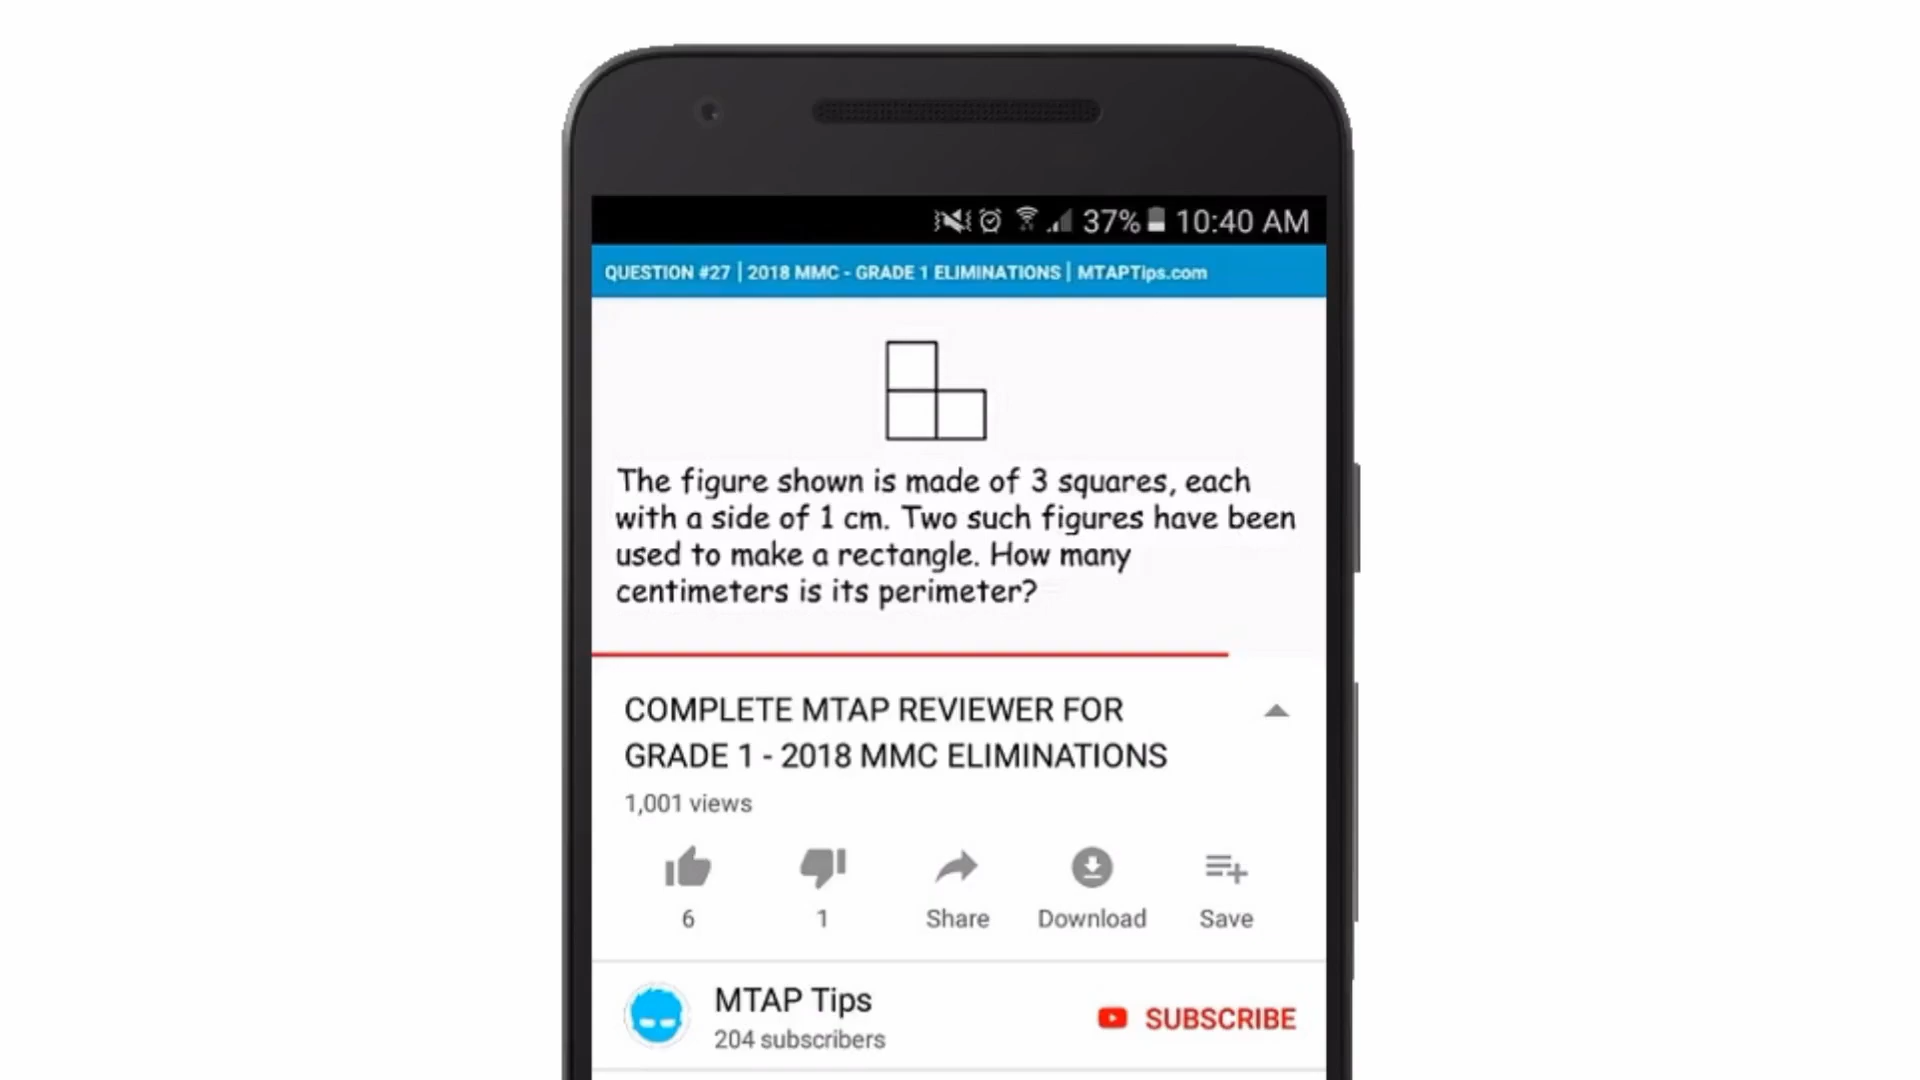 37% 10:40 AM
QUESTION #27 | 2018 MMC - GRADE 1 ELIMINATIONS | MTAPTips.com
The figure shown is made of 3 squares, each
with a side of 1 cm. Two such figures have been
used to make a rectangle. How many
centimeters is its perimeter?
COMPLETE MTAP REVIEWER FOR
GRADE 1 - 2018 MMC ELIMINATIONS
1,001 views
6 1 Share Download Save
MTAP Tips
SUBSCRIBE
204 subscribers